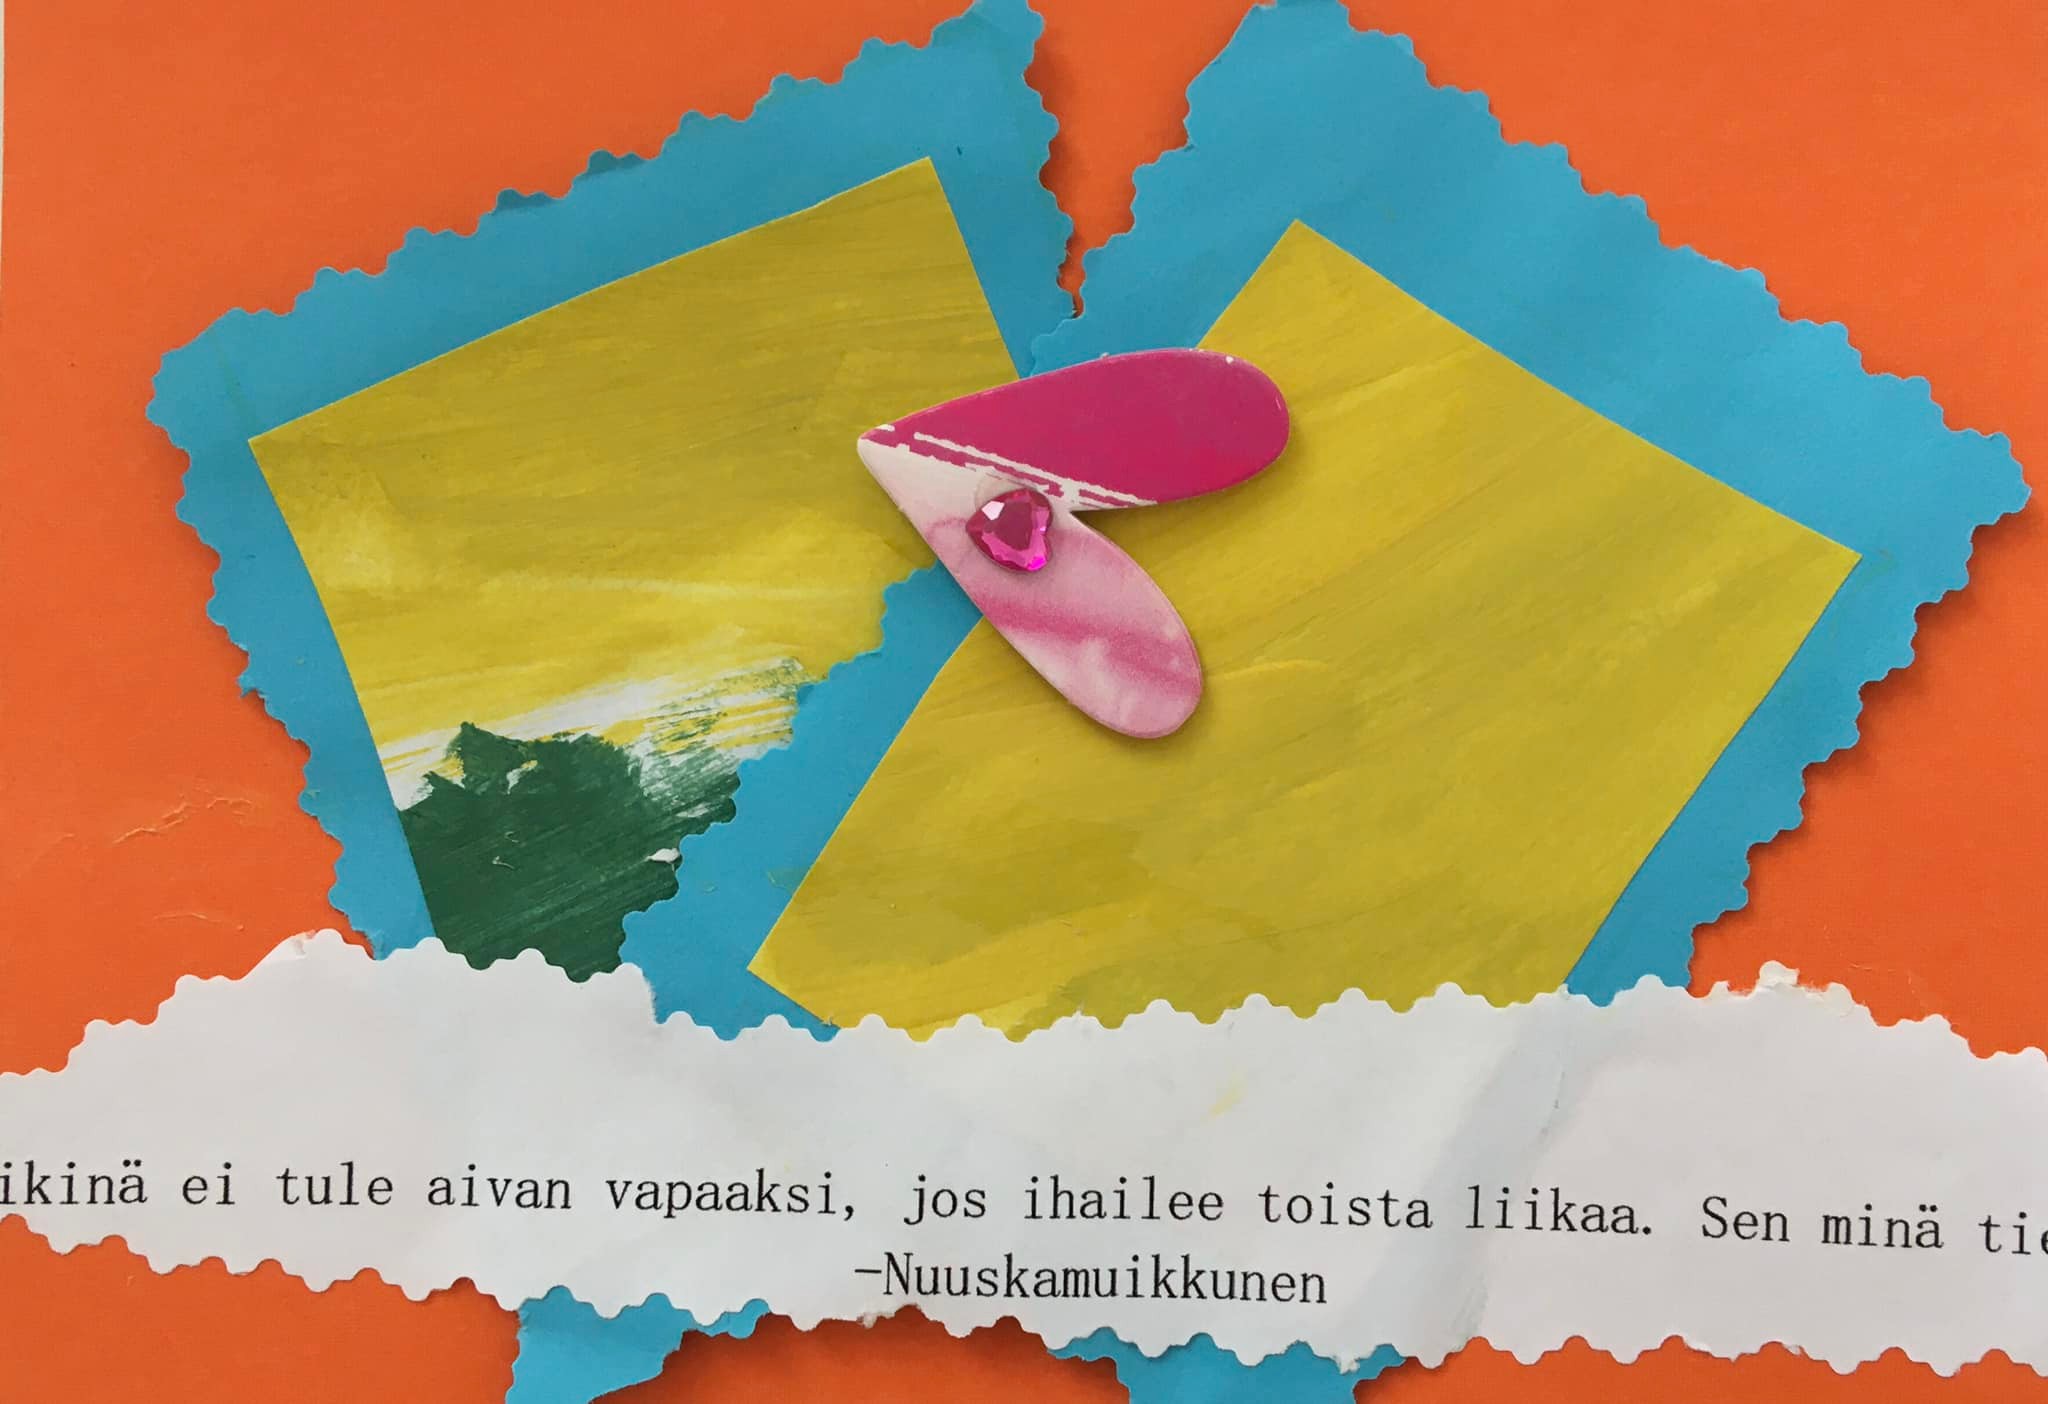 ikinä ei tule aivan vapaaksi, jos ihailee toista liikaa. Sen minä tie
-Nuuskamuikkunen